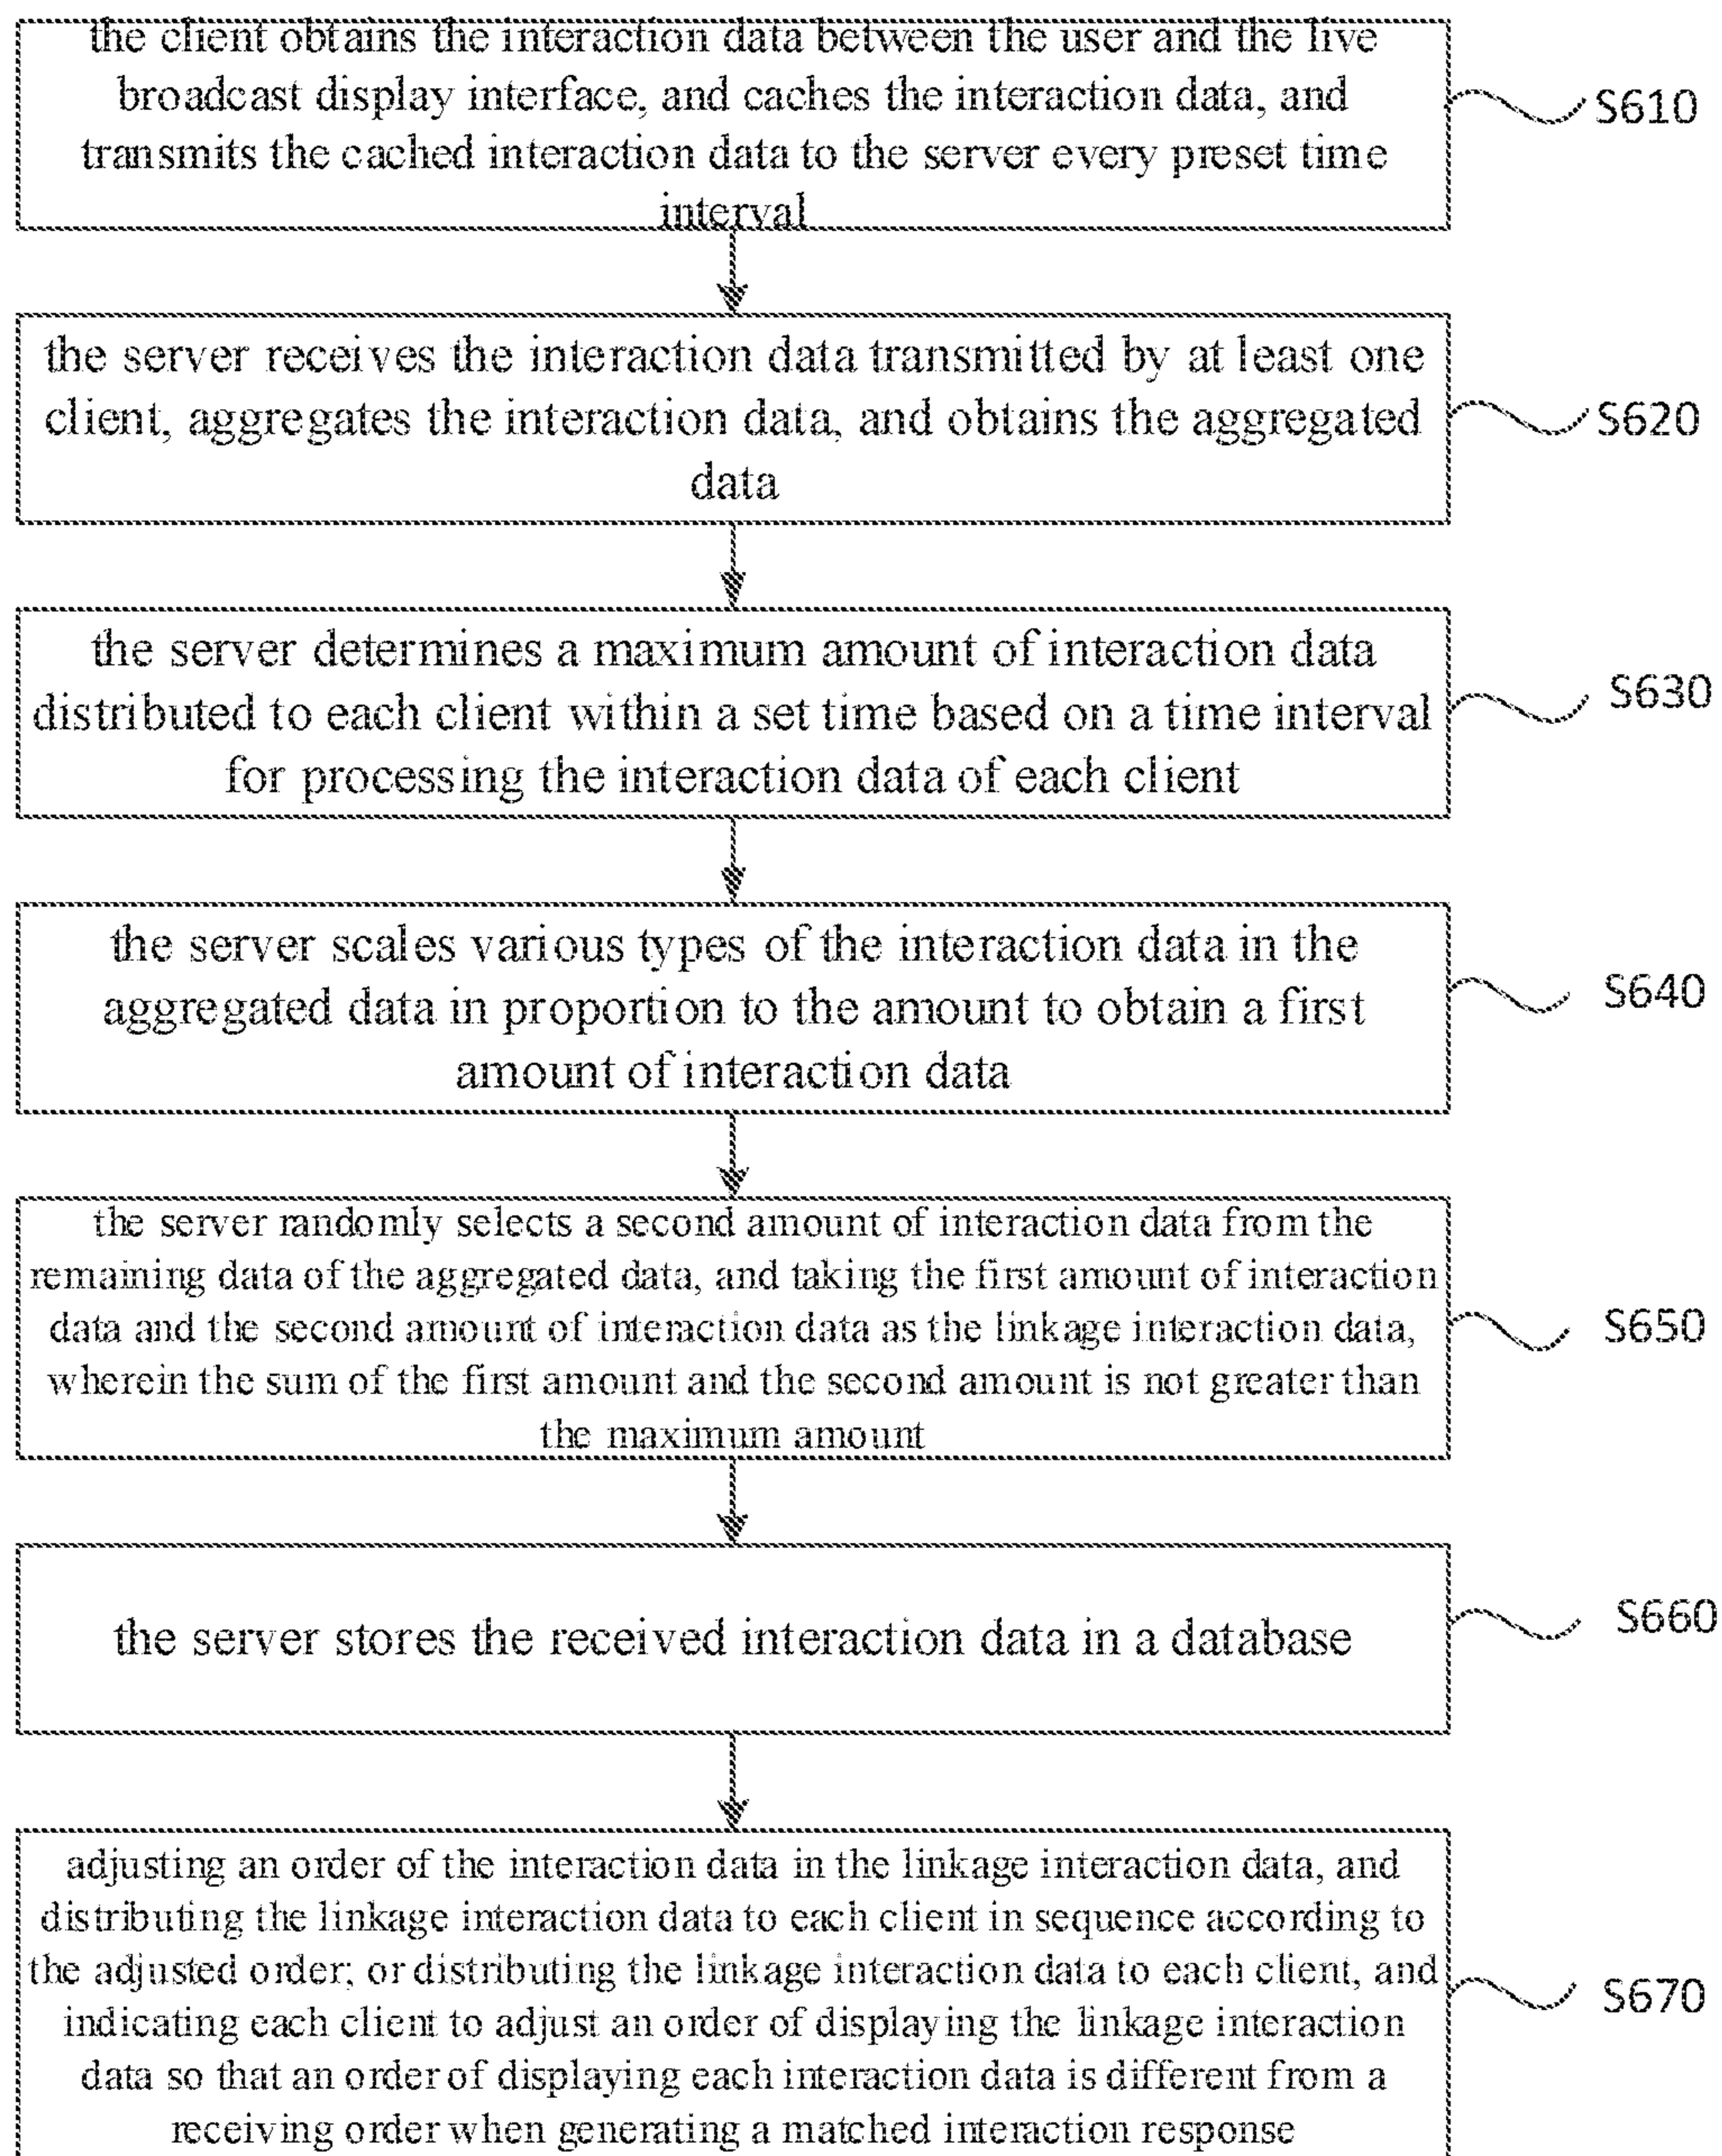 the client obtains the interaction data between the user and the live
broadcast display interface, and caches the interaction data, and
transmits the cached interaction data to the server every preset time
interval
S610
the server receives the interaction data transmitted by at least one
client, aggregates the interaction data, and obtains the aggregated
data
S620
the server determines a maximum amount of interaction data
distributed to each client within a set time based on a time interval
for processing the interaction data of each client
S630
the server scales various types of the interaction data in the
aggregated data in proportion to the amount to obtain a first
amount of interaction data
S640
the server randomly selects a second amount of interaction data from the
remaining data of the aggregated data, and taking the first amount of interaction
data and the second amount of interaction data as the linkage interaction data,
wherein the sum of the first amount and the second amount is not greater than
the maximum amount
S650
the server stores the received interaction data in a database
S660
adjusting an order of the interaction data in the linkage interaction data, and
distributing the linkage interaction data to each client in sequence according to
the adjusted order; or distributing the linkage interaction data to each client, and
indicating each client to adjust an order of displaying the linkage interaction
data so that an order of displaying each interaction data is different from a
receiving order when generating a matched interaction response
S670